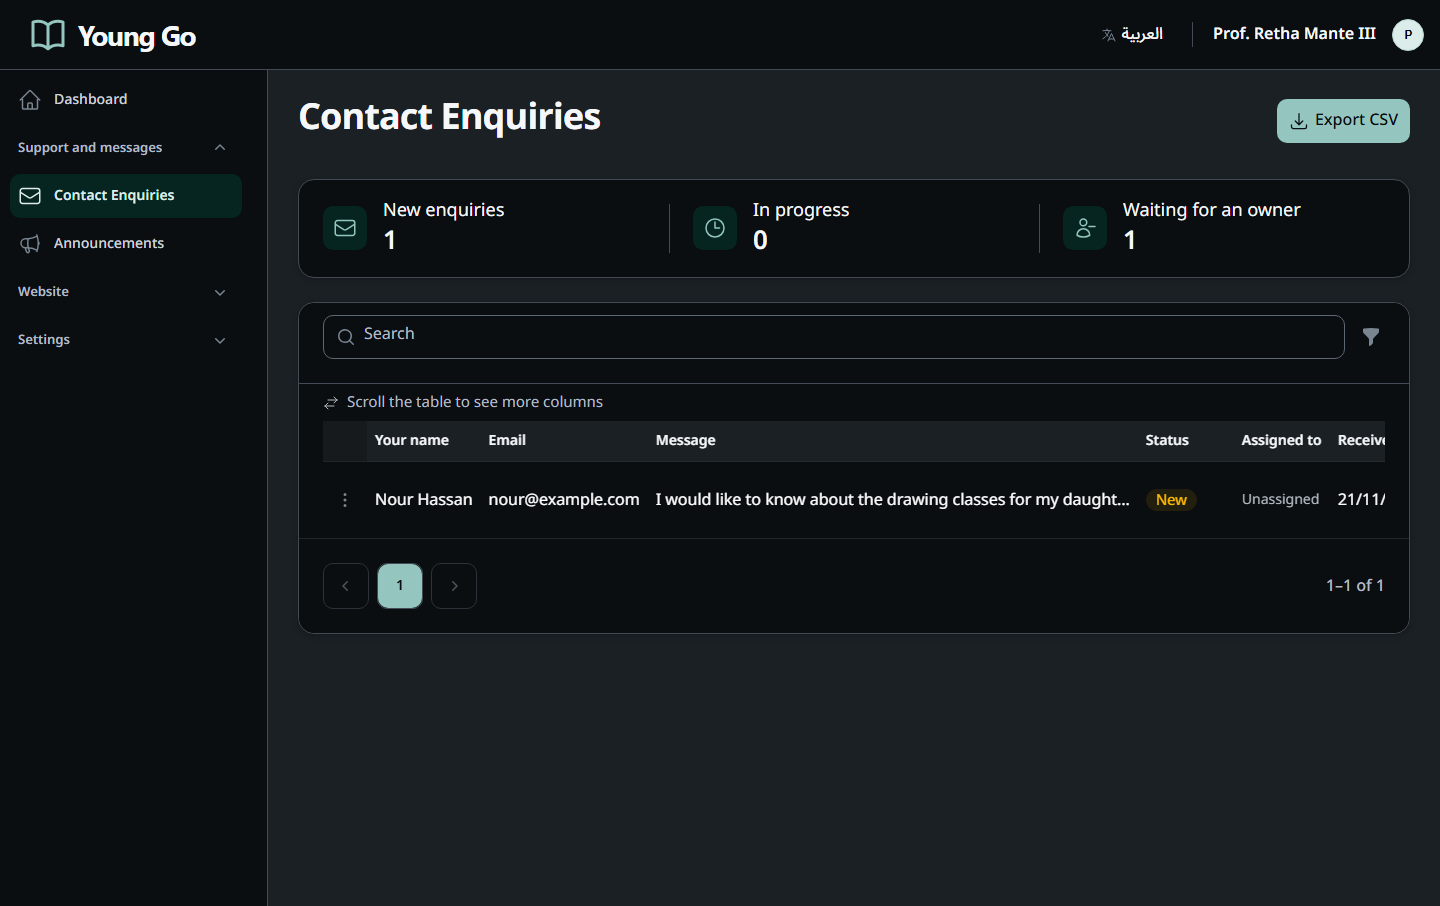 Young Go
العربية
Prof. Retha Mante III
P
Dashboard
Support and messages
Contact Enquiries
Announcements
Website
Settings
Contact Enquiries
Export CSV
New enquiries
1
In progress
0
Waiting for an owner
1
Search
Scroll the table to see more columns
Your name Email Message Status Assigned to Receive
Nour Hassan nour@example.com I would like to know about the drawing classes for my daught... New Unassigned 21/11/
1
1–1 of 1